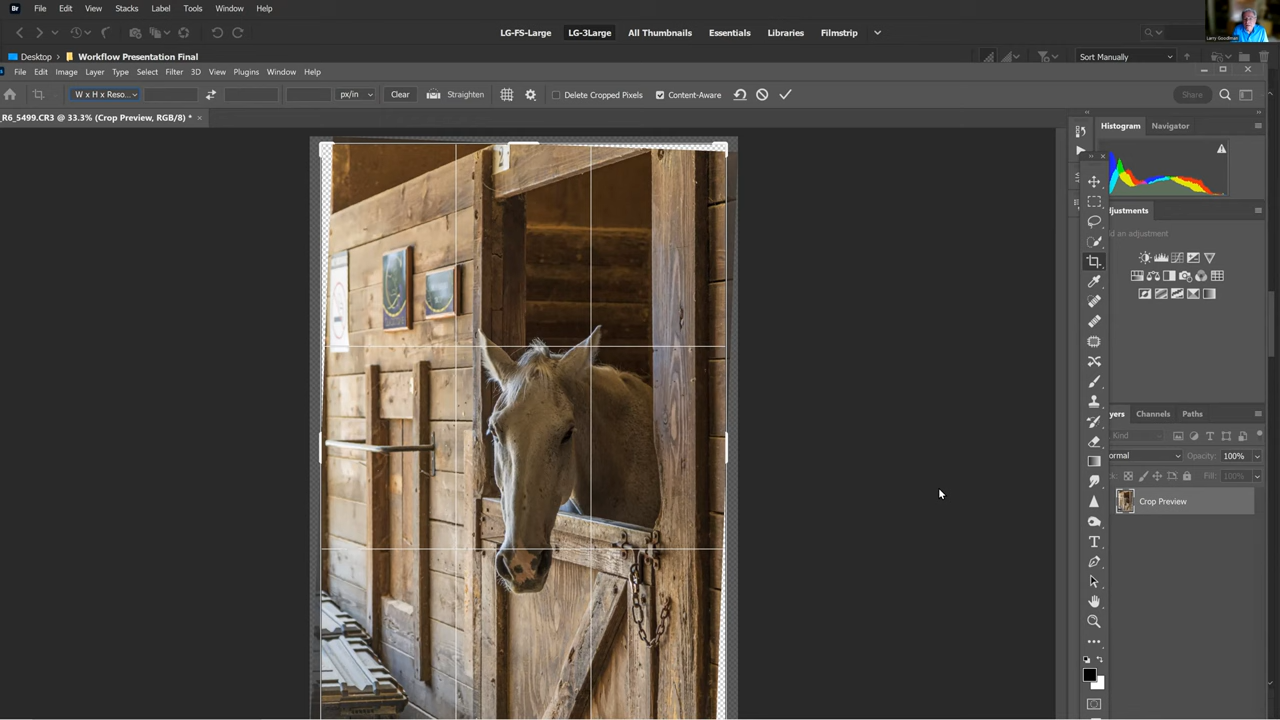 Br File Edit View Stacks Label Tools Window Help
LG-FS-Large LG-3Large All Thumbnails Essentials Libraries Filmstrip
Larry Goodman
Desktop Workflow Presentation Final Sort Manually
File Edit Image Layer Type Select Filter 3D View Plugins Window Help
W x H x Reso... px/in Clear Straighten Delete Cropped Pixels Content-Aware Share
_R6_5499.CR3 @ 33.3% (Crop Preview, RGB/8) *
Histogram Navigator
djustments
dd an adjustment
yers Channels Paths
Kind
ormal Opacity: 100%
ck: Fill: 100%
Crop Preview